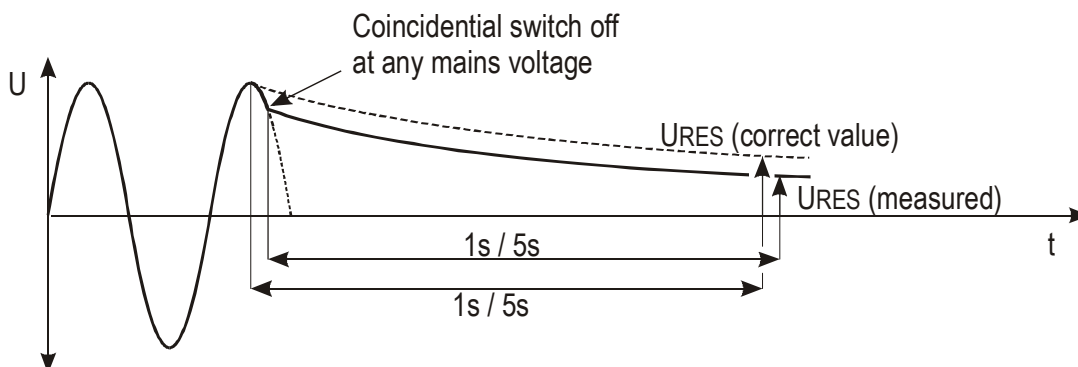 Coincidential switch off
at any mains voltage
U
URES (correct value)
URES (measured)
1s / 5s
t
1s / 5s